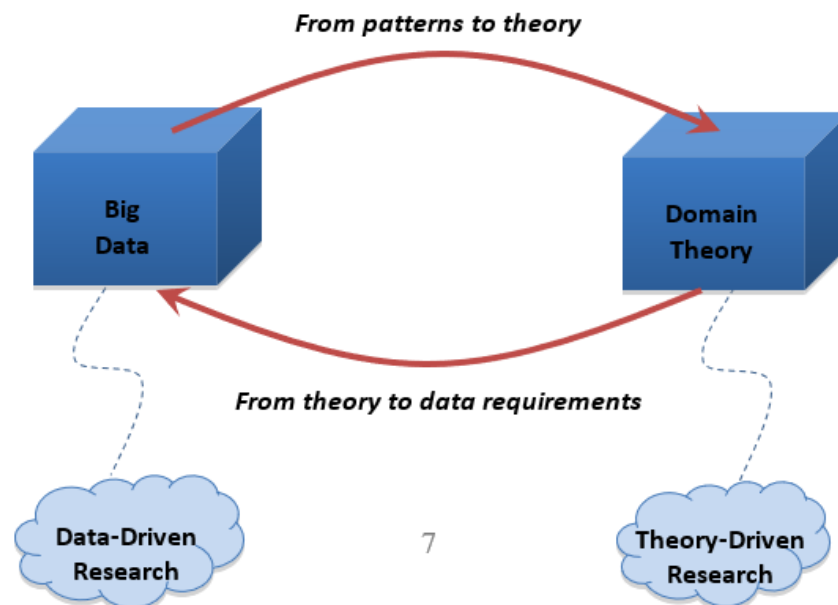 From patterns to theory
Big
Data
Domain
Theory
From theory to data requirements
Data-Driven
Research
7
Theory-Driven
Research